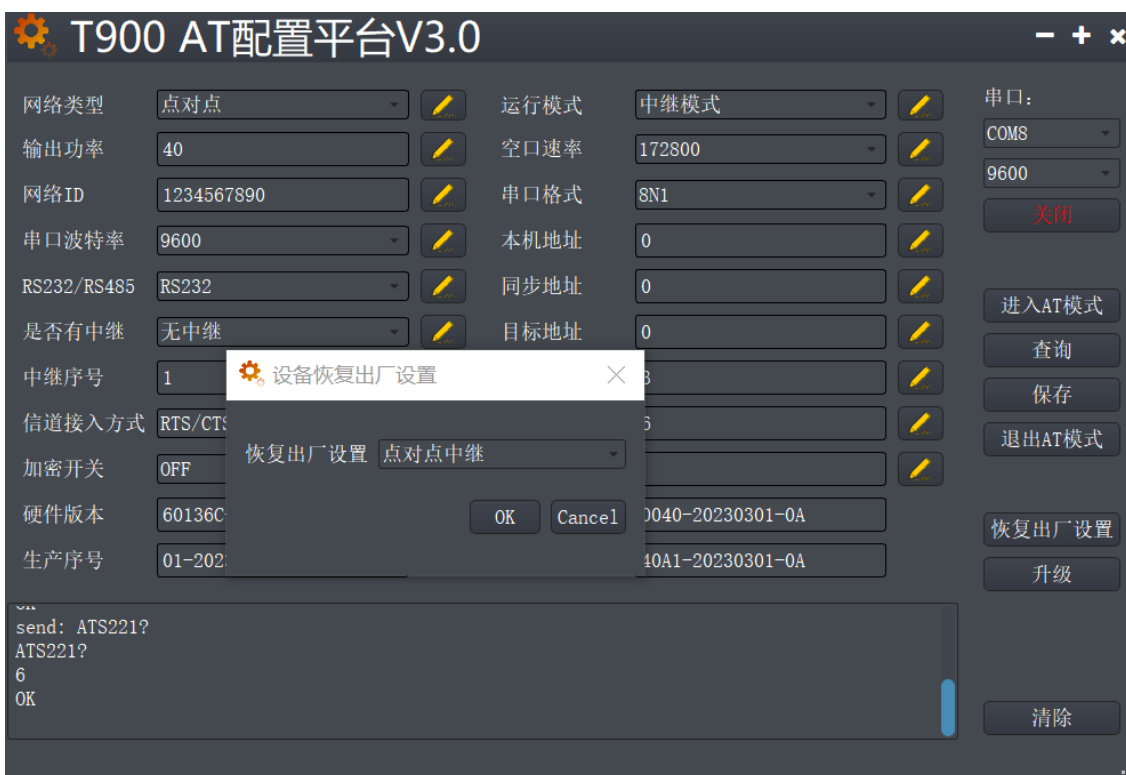 T900 AT配置平台V3.0
网络类型 点对点 运行模式 中继模式 串口:
输出功率 40 空口速率 172800 COM8
网络ID 1234567890 串口格式 8N1 9600
串口波特率 9600 本机地址 0 关闭
RS232/RS485 RS232 同步地址 0 进入AT模式
是否有中继 无中继 目标地址 0 查询
中继序号 1 设备恢复出厂设置 保存
信道接入方式 RTS/CTS 退出AT模式
恢复出厂设置 点对点中继
加密开关 OFF
硬件版本 60136C- OK Cancel 0040-20230301-0A 恢复出厂设置
生产序号 01-202 40A1-20230301-0A 升级
send: ATS221?
ATS221?
6
OK
清除